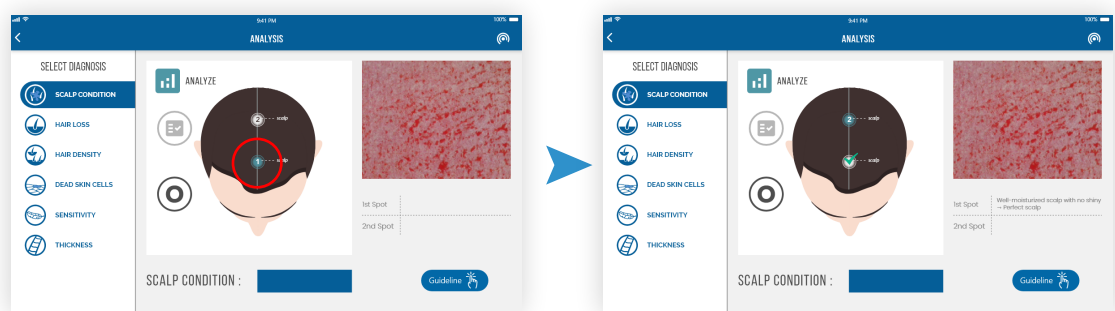 9:41 PM
100%
ANALYSIS
SELECT DIAGNOSIS
SCALP CONDITION
HAIR LOSS
HAIR DENSITY
DEAD SKIN CELLS
SENSITIVITY
THICKNESS
ANALYZE
2 scalp
1 scalp
1st Spot
2nd Spot
SCALP CONDITION :
Guideline
9:41 PM
100%
ANALYSIS
SELECT DIAGNOSIS
SCALP CONDITION
HAIR LOSS
HAIR DENSITY
DEAD SKIN CELLS
SENSITIVITY
THICKNESS
ANALYZE
2 scalp
scalp
1st Spot
Well-moisturized scalp with no shiny
→ Perfect scalp
2nd Spot
SCALP CONDITION :
Guideline